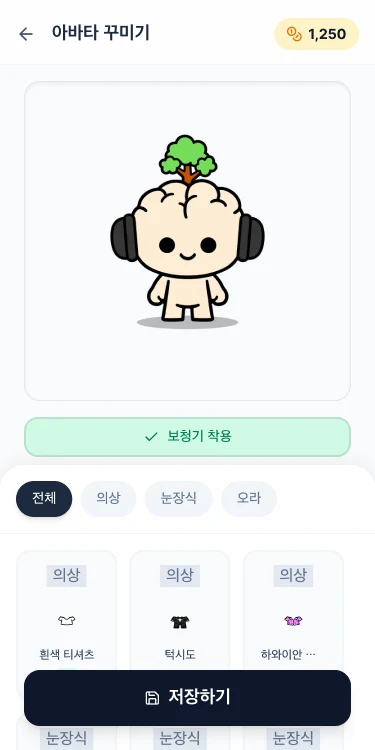 아바타 꾸미기
1,250
보청기 착용
전체
의상
눈장식
오라
의상
의상
의상
흰색 티셔츠
턱시도
하와이안 …
저장하기
눈장식
눈장식
눈장식